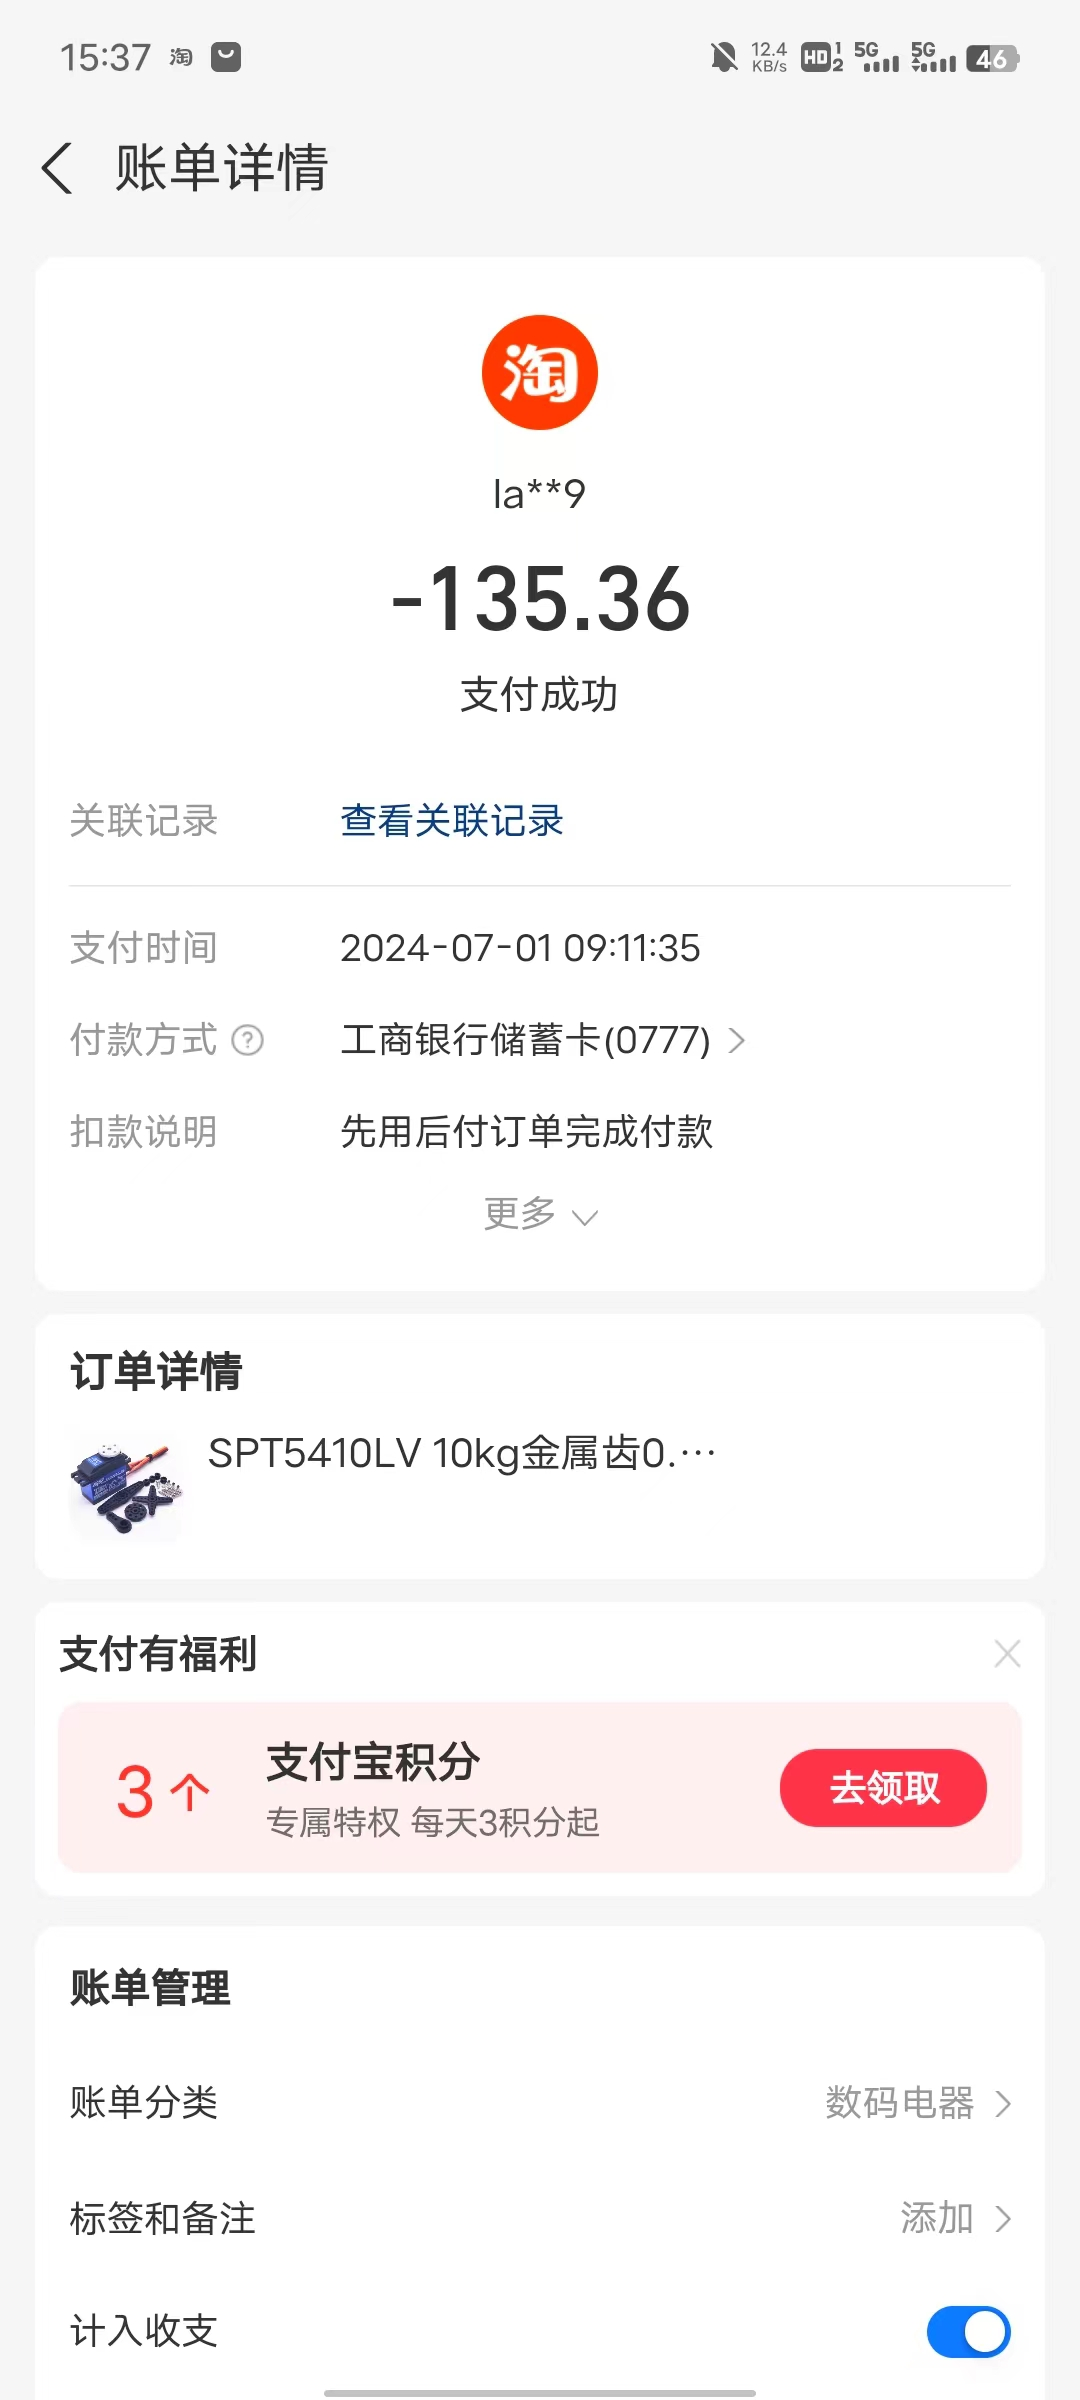 15:37 淘 12.4 KB/s HD 1 2 5G 5G 46
账单详情
淘
la**9
-135.36
支付成功
关联记录 查看关联记录
支付时间 2024-07-01 09:11:35
付款方式 ? 工商银行储蓄卡(0777)
扣款说明 先用后付订单完成付款
更多
订单详情
SPT5410LV 10kg金属齿0.…
支付有福利
3个 支付宝积分 去领取
专属特权 每天3积分起
账单管理
账单分类 数码电器
标签和备注 添加
计入收支